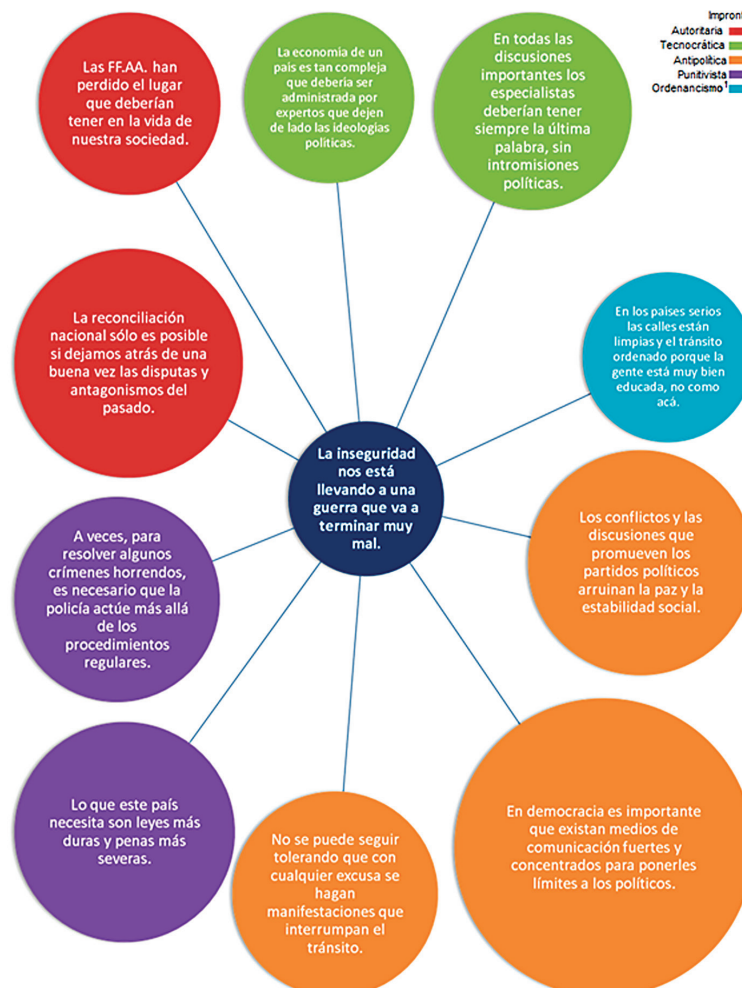 Impront
Autoritaria
Tecnocrática
Antipolítica
Punitivista
Ordenancismo¹
Las FF.AA. han
perdido el lugar
que deberían
tener en la vida de
nuestra sociedad.
La economia de un
pais es tan compleja
que deberia ser
administrada por
expertos que dejen
de lado las ideologías
politicas.
En todas las
discusiones
importantes los
especialistas
deberían tener
siempre la última
palabra, sin
intromisiones
políticas.
La reconciliación
nacional sólo es posible
si dejamos atrás de una
buena vez las disputas y
antagonismos del
pasado.
En los paises serios
las calles están
limpias y el tránsito
ordenado porque la
gente está muy bien
educada, no como
acá.
La inseguridad
nos está
llevando a una
guerra que va a
terminar muy
mal.
A veces, para
resolver algunos
crímenes horrendos,
es necesario que la
policía actúe más allá
de los
procedimientos
regulares.
Los conflictos y las
discusiones que
promueven los
partidos políticos
arruinan la paz y la
estabilidad social.
Lo que este país
necesita son leyes más
duras y penas más
severas.
No se puede seguir
tolerando que con
cualquier excusa se
hagan
manifestaciones que
interrumpan el
tránsito.
En democracia es importante
que existan medios de
comunicación fuertes y
concentrados para ponerles
límites a los políticos.